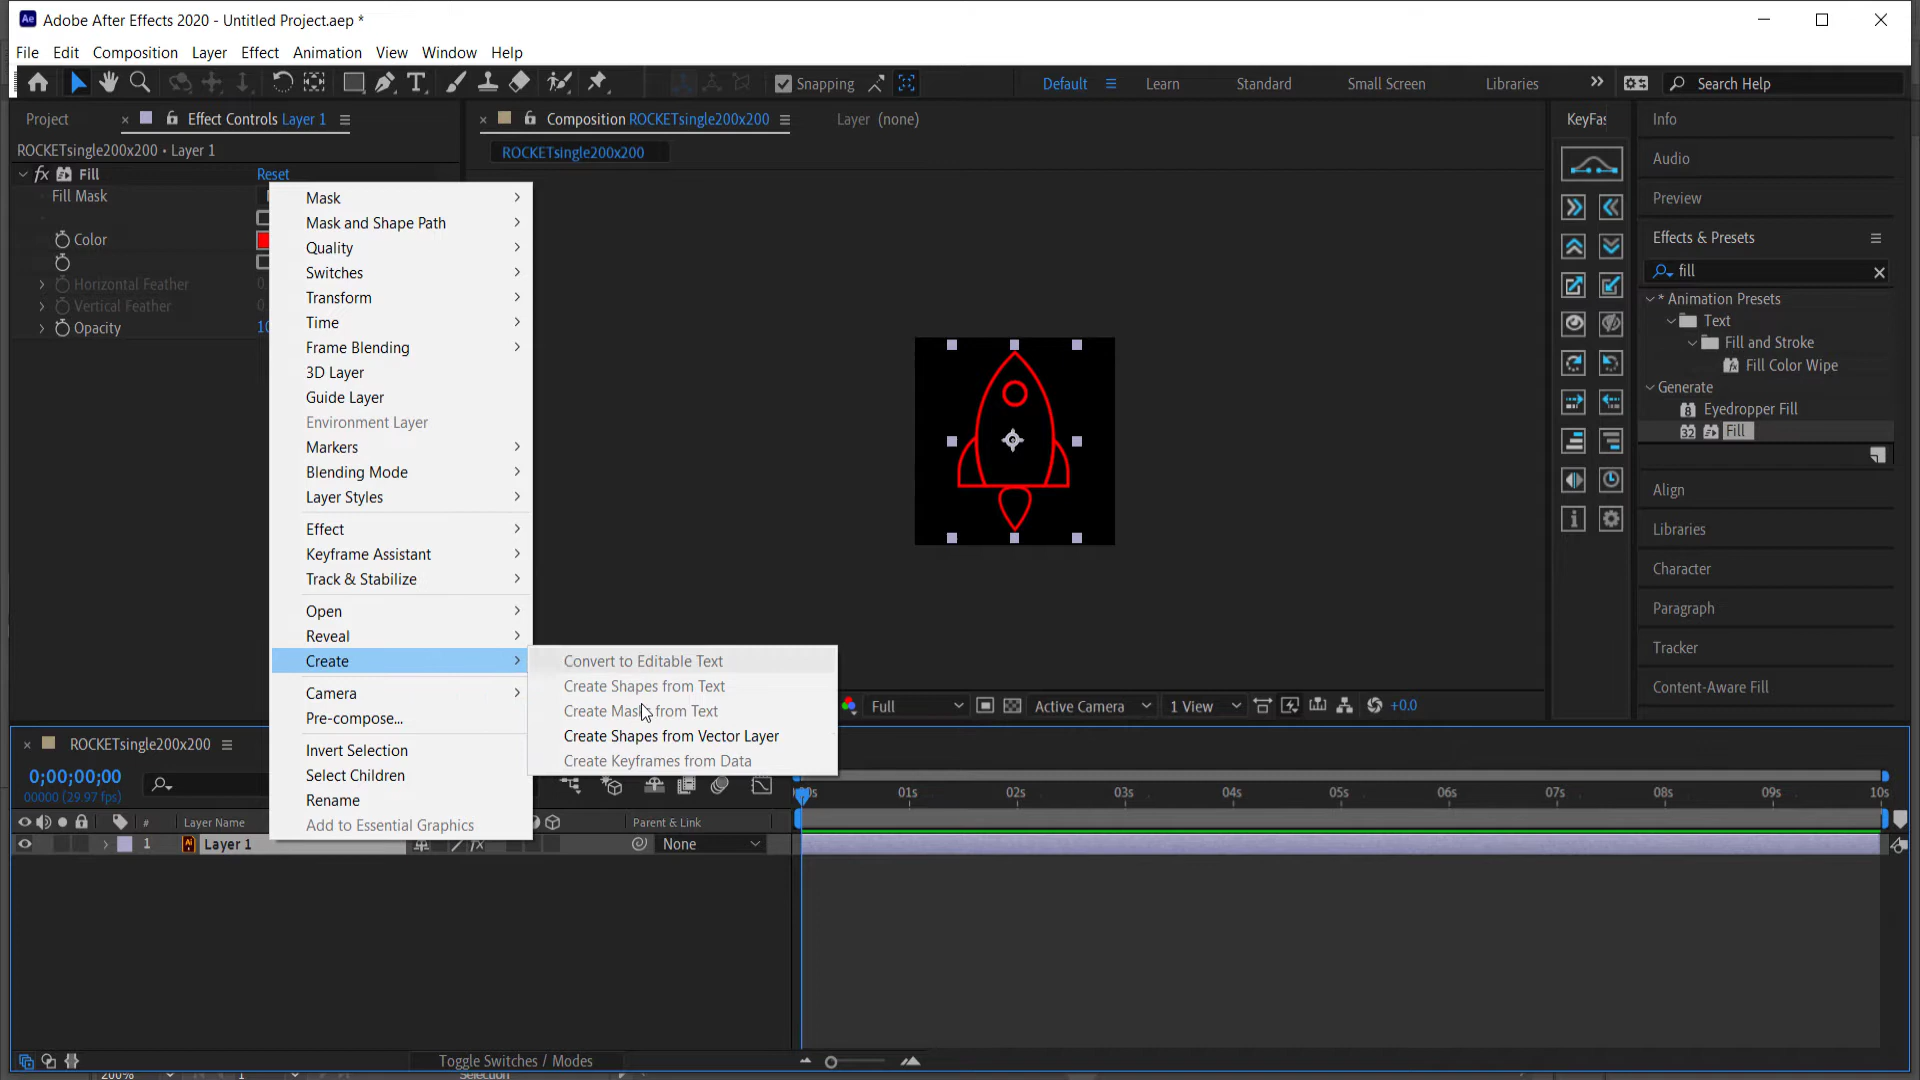 Ae Adobe After Effects 2020 - Untitled Project.aep *
File Edit Composition Layer Effect Animation View Window Help
Snapping
Default Learn Standard Small Screen Libraries Search Help
Project
Effect Controls Layer 1
Composition ROCKETsingle200x200
Layer (none)
ROCKETsingle200x200 • Layer 1
ROCKETsingle200x200
fx Fill Reset
Fill Mask
Color
Horizontal Feather
Vertical Feather
Opacity
Mask
Mask and Shape Path
Quality
Switches
Transform
Time
Frame Blending
3D Layer
Guide Layer
Environment Layer
Markers
Blending Mode
Layer Styles
Effect
Keyframe Assistant
Track & Stabilize
Open
Reveal
Create
Camera
Pre-compose...
Invert Selection
Select Children
Rename
Add to Essential Graphics
Convert to Editable Text
Create Shapes from Text
Create Masks from Text
Create Shapes from Vector Layer
Create Keyframes from Data
Full Active Camera 1 View +0.0
Info
Audio
Preview
Effects & Presets
fill
* Animation Presets
Text
Fill and Stroke
Fill Color Wipe
Generate
8 Eyedropper Fill
32 Fill
Align
Libraries
Character
Paragraph
Tracker
Content-Aware Fill
ROCKETsingle200x200
0;00;00;00
00000 (29.97 fps)
01s 02s 03s 04s 05s 06s 07s 08s 09s 10s
# Layer Name Parent & Link
1 Ai Layer 1 fx None
Toggle Switches / Modes
200%
Selection